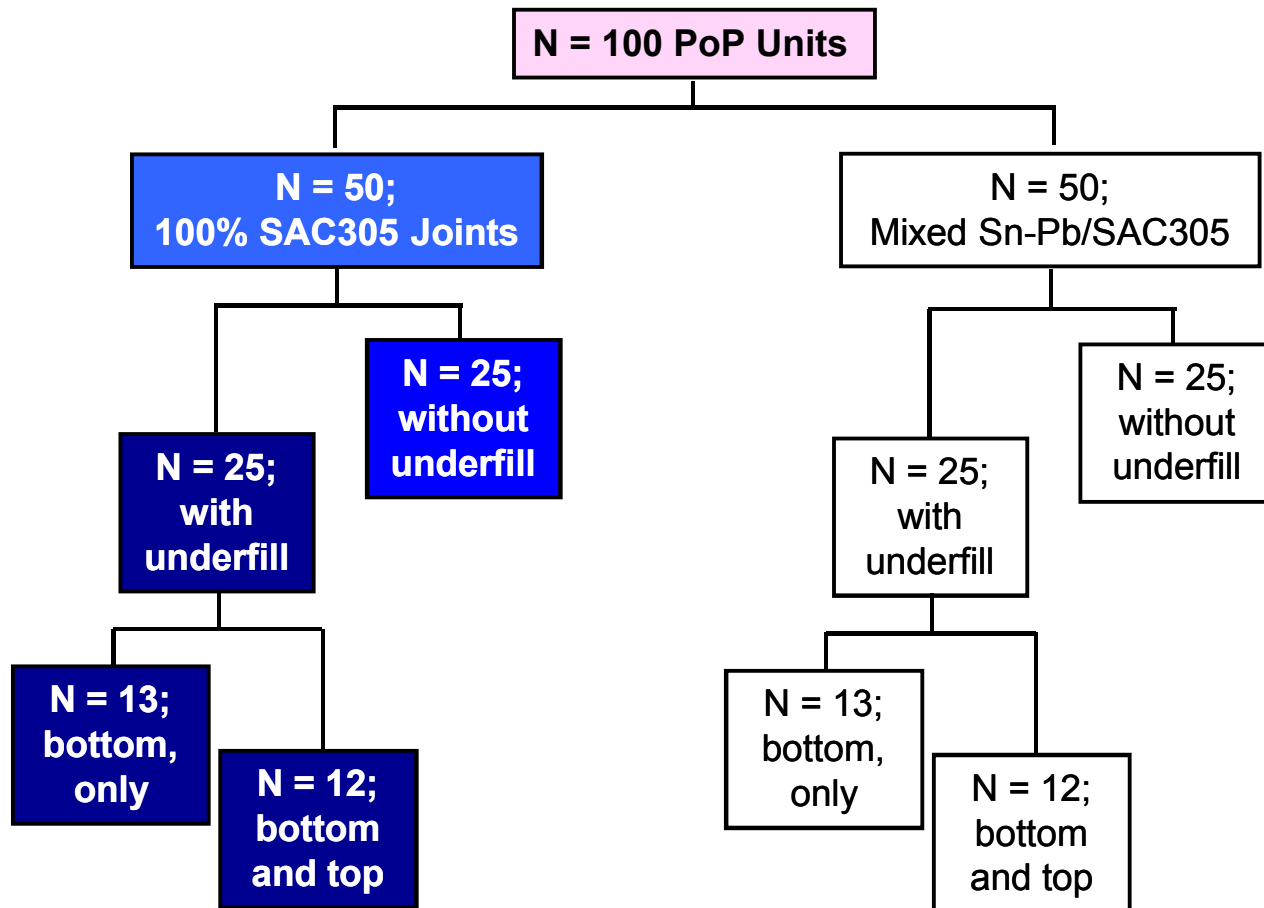 N = 100 PoP Units
N = 50;
100% SAC305 Joints
N = 50;
Mixed Sn-Pb/SAC305
N = 25;
without
underfill
N = 25;
with
underfill
N = 25;
without
underfill
N = 25;
with
underfill
N = 13;
bottom,
only
N = 12;
bottom
and top
N = 13;
bottom,
only
N = 12;
bottom
and top